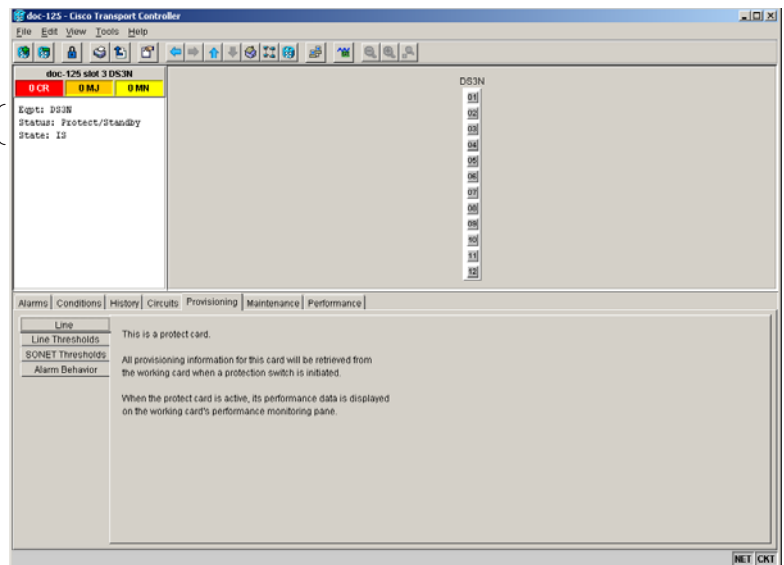 doc-125 - Cisco Transport Controller
File Edit View Tools Help
doc-125 slot 3 DS3N
0 CR 0 MJ 0 MN
Eqpt: DS3N
Status: Protect/Standby
State: IS
DS3N
01
02
03
04
05
06
07
08
09
10
11
12
Alarms Conditions History Circuits Provisioning Maintenance Performance
Line
Line Thresholds
SONET Thresholds
Alarm Behavior
This is a protect card.
All provisioning information for this card will be retrieved from
the working card when a protection switch is initiated.
When the protect card is active, its performance data is displayed
on the working card's performance monitoring pane.
NET CKT